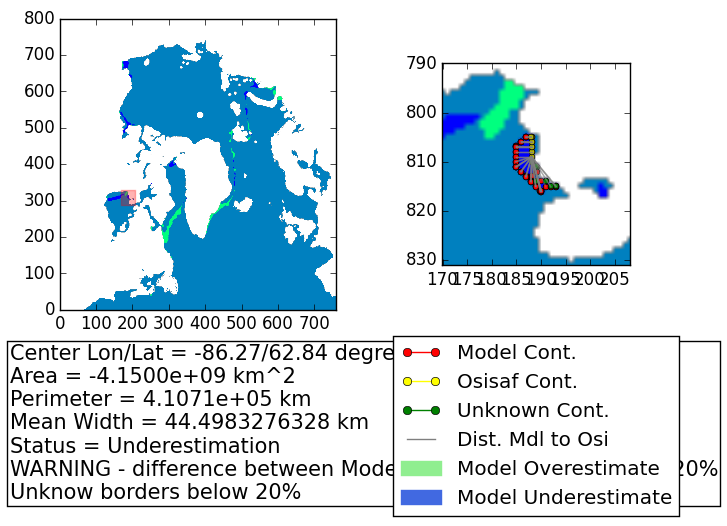 800
700
600
500
400
300
200
100
0
0 100 200 300 400 500 600 700
790
800
810
820
830
170 175 180 185 190 195 200 205
Center Lon/Lat = -86.27/62.84 degre
Area = -4.1500e+09 km^2
Perimeter = 4.1071e+05 km
Mean Width = 44.4983276328 km
Status = Underestimation
WARNING - difference between Mode 20%
Unknow borders below 20%
Model Cont.
Osisaf Cont.
Unknown Cont.
Dist. Mdl to Osi
Model Overestimate
Model Underestimate